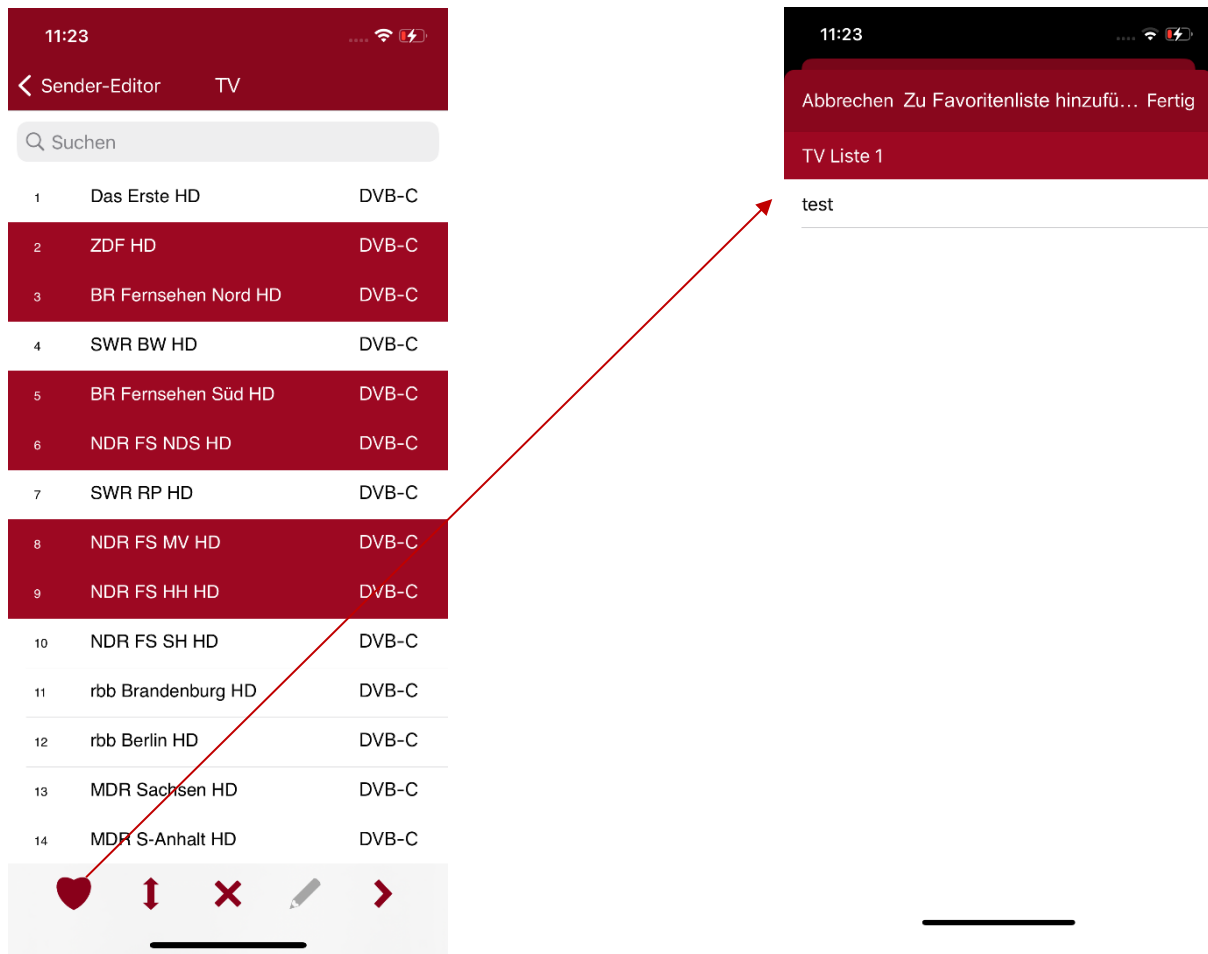 11:23
Sender-Editor TV
Suchen
1 Das Erste HD DVB-C
2 ZDF HD DVB-C
3 BR Fernsehen Nord HD DVB-C
4 SWR BW HD DVB-C
5 BR Fernsehen Süd HD DVB-C
6 NDR FS NDS HD DVB-C
7 SWR RP HD DVB-C
8 NDR FS MV HD DVB-C
9 NDR FS HH HD DVB-C
10 NDR FS SH HD DVB-C
11 rbb Brandenburg HD DVB-C
12 rbb Berlin HD DVB-C
13 MDR Sachsen HD DVB-C
14 MDR S-Anhalt HD DVB-C
11:23
Abbrechen Zu Favoritenliste hinzufü... Fertig
TV Liste 1
test